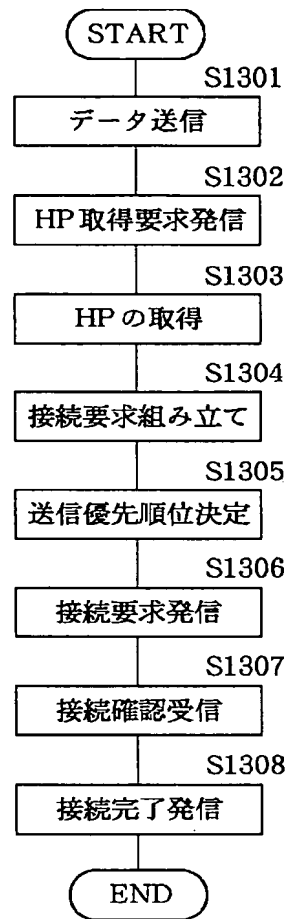 START
S1301
データ送信
S1302
HP取得要求発信
S1303
HPの取得
S1304
接続要求組み立て
S1305
送信優先順位決定
S1306
接続要求発信
S1307
接続確認受信
S1308
接続完了発信
END